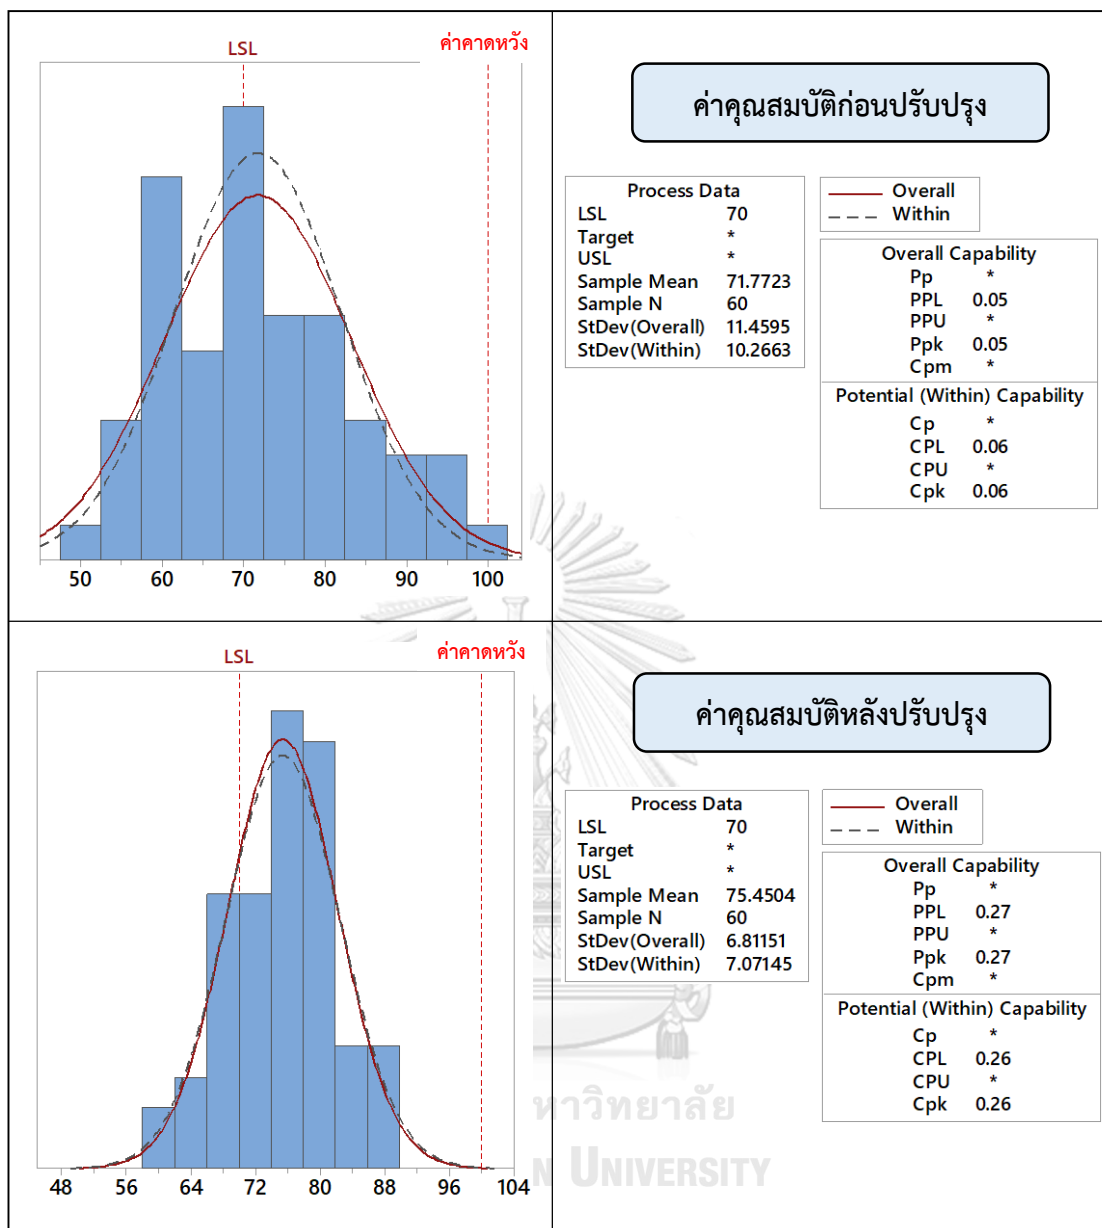 LSL
ค่าคาดหวัง
50 60 70 80 90 100
ค่าคุณสมบัติก่อนปรับปรุง
Process Data
LSL 70
Target *
USL *
Sample Mean 71.7723
Sample N 60
StDev(Overall) 11.4595
StDev(Within) 10.2663
Overall
Within
Overall Capability
Pp *
PPL 0.05
PPU *
Ppk 0.05
Cpm *
Potential (Within) Capability
Cp *
CPL 0.06
CPU *
Cpk 0.06
LSL
ค่าคาดหวัง
48 56 64 72 80 88 96 104
ค่าคุณสมบัติหลังปรับปรุง
Process Data
LSL 70
Target *
USL *
Sample Mean 75.4504
Sample N 60
StDev(Overall) 6.81151
StDev(Within) 7.07145
Overall
Within
Overall Capability
Pp *
PPL 0.27
PPU *
Ppk 0.27
Cpm *
Potential (Within) Capability
Cp *
CPL 0.26
CPU *
Cpk 0.26
หาวิทยาลัย
N UNIVERSITY